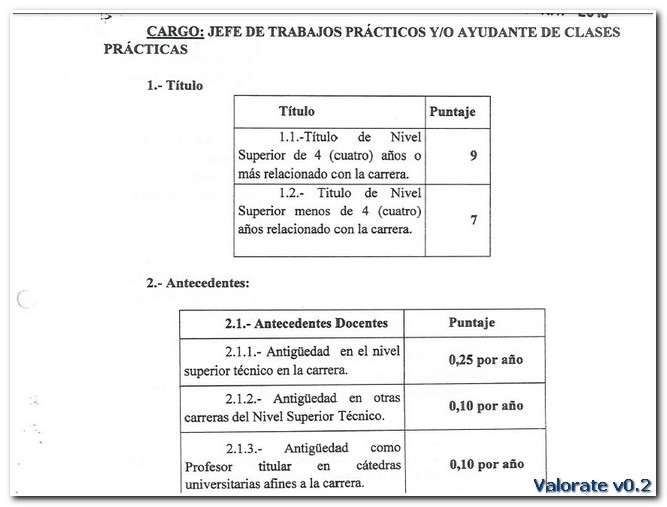 CARGO: JEFE DE TRABAJOS PRÁCTICOS Y/O AYUDANTE DE CLASES
PRÁCTICAS
1.- Título
Título Puntaje
1.1.-Título de Nivel
Superior de 4 (cuatro) años o
más relacionado con la carrera.
9
1.2.- Titulo de Nivel
Superior menos de 4 (cuatro)
años relacionado con la carrera.
7
2.- Antecedentes:
2.1.- Antecedentes Docentes Puntaje
2.1.1.- Antigüedad en el nivel
superior técnico en la carrera.
0,25 por año
2.1.2.- Antigüedad en otras
carreras del Nivel Superior Técnico.
0,10 por año
2.1.3.- Antigüedad como
Profesor titular en cátedras
universitarias afines a la carrera.
0,10 por año
Valorate v0.2